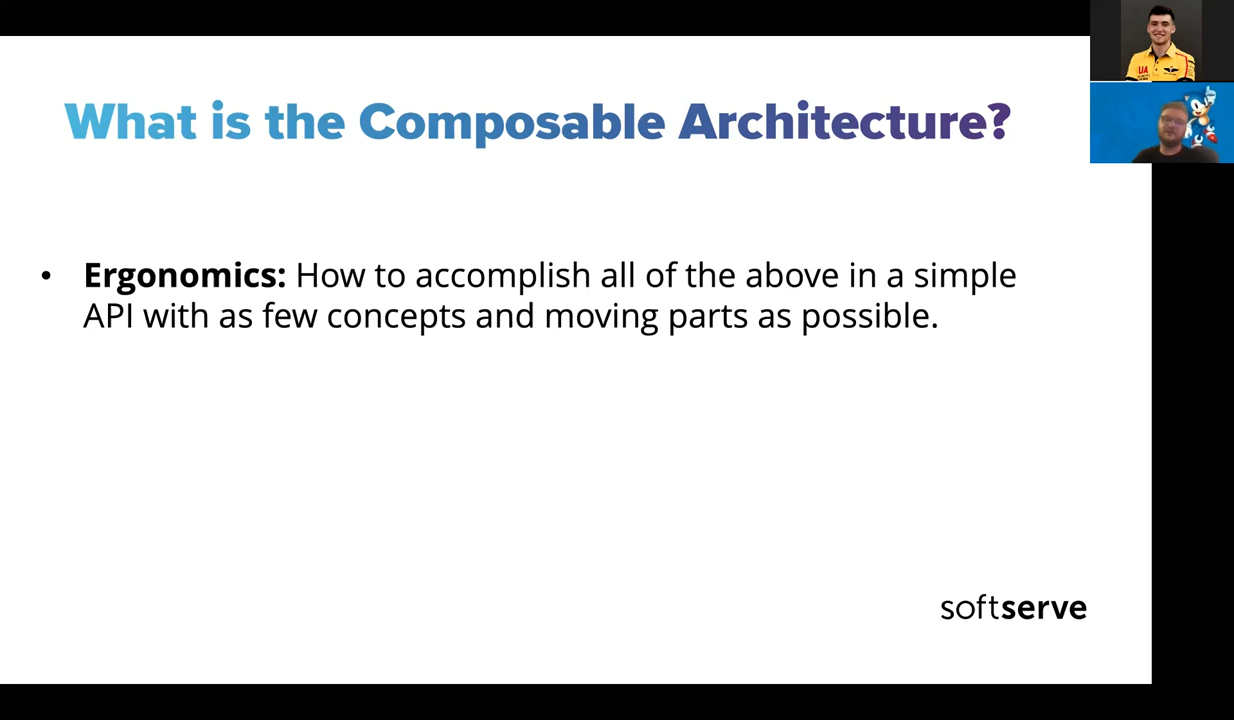 What is the Composable Architecture?
• Ergonomics: How to accomplish all of the above in a simple
API with as few concepts and moving parts as possible.
softserve
UA